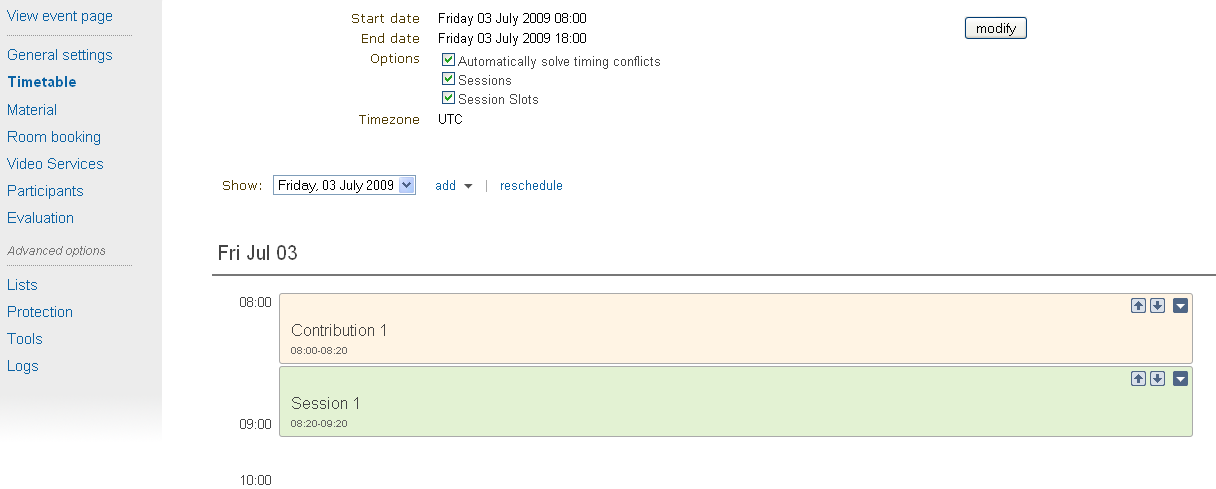 View event page
General settings
Timetable
Material
Room booking
Video Services
Participants
Evaluation
Advanced options
Lists
Protection
Tools
Logs
Start date Friday 03 July 2009 08:00
End date Friday 03 July 2009 18:00
Options Automatically solve timing conflicts
Sessions
Session Slots
Timezone UTC
modify
Show: Friday, 03 July 2009 add | reschedule
Fri Jul 03
08:00
Contribution 1
08:00-08:20
Session 1
08:20-09:20
09:00
10:00